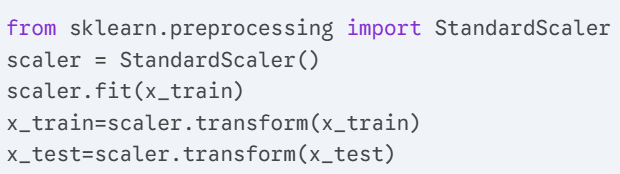 from sklearn.preprocessing import StandardScaler
scaler = StandardScaler()
scaler.fit(x_train)
x_train=scaler.transform(x_train)
x_test=scaler.transform(x_test)